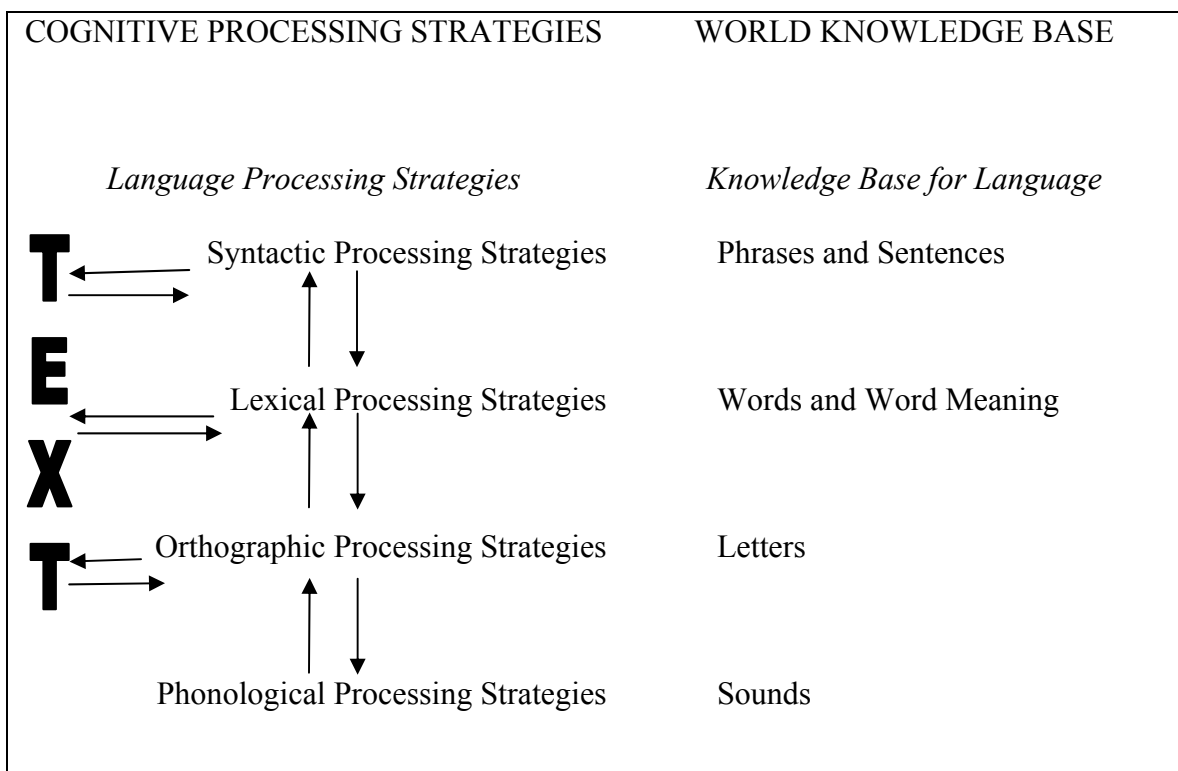 COGNITIVE PROCESSING STRATEGIES WORLD KNOWLEDGE BASE
Language Processing Strategies Knowledge Base for Language
TEXT
Syntactic Processing Strategies Phrases and Sentences
Lexical Processing Strategies Words and Word Meaning
Orthographic Processing Strategies Letters
Phonological Processing Strategies Sounds